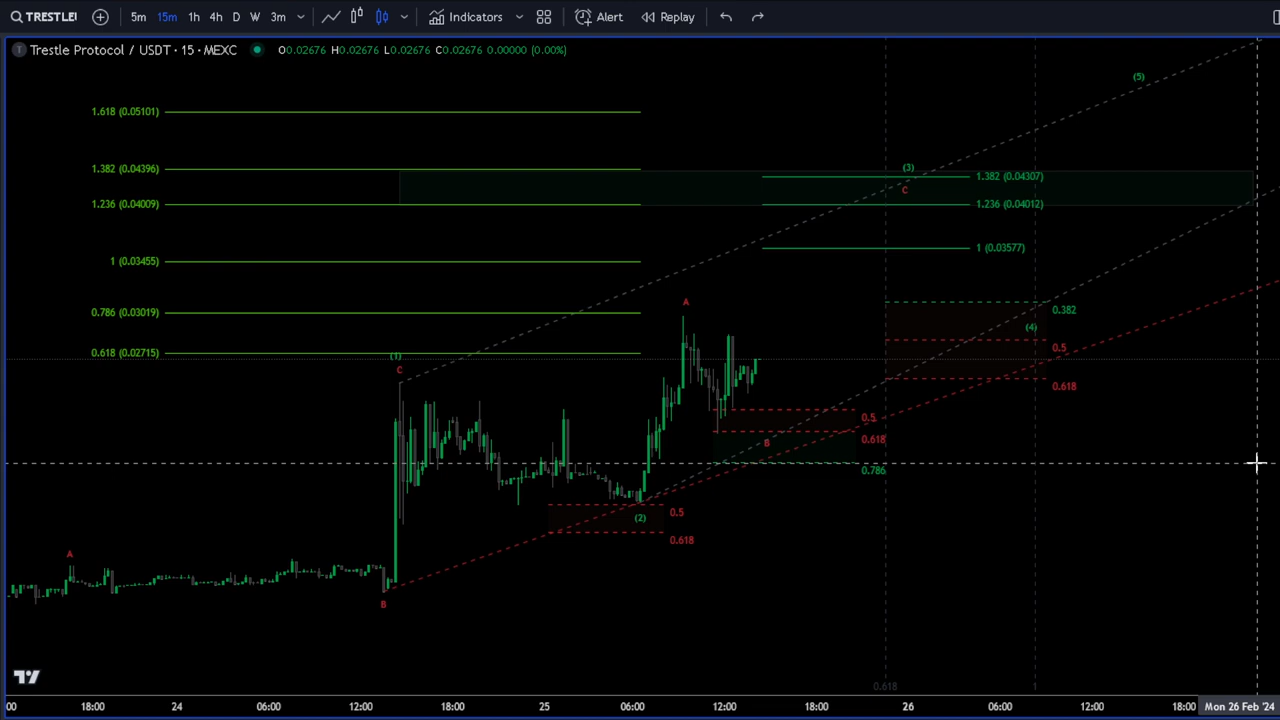 TRESTLE 5m 15m 1h 4h D W 3m Indicators Alert Replay
T Trestle Protocol / USDT · 15 · MEXC O0.02676 H0.02676 L0.02676 C0.02676 0.00000 (0.00%)
(5)
1.618 (0.05101)
1.382 (0.04396)
(3)
1.382 (0.04307)
C
1.236 (0.04009)
1.236 (0.04012)
1 (0.03577)
1 (0.03455)
A
0.786 (0.03019)
0.382
(4)
0.618 (0.02715)
0.5
(1)
C
0.618
0.5
0.618
B
0.786
0.5
(2)
0.618
A
B
0.618 1
:00 18:00 24 06:00 12:00 18:00 25 06:00 12:00 18:00 26 06:00 12:00 18:00 Mon 26 Feb '24